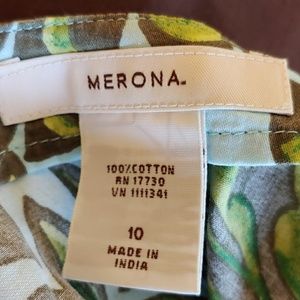 MERONA.
100%COTTON
RN 17730
VN 1111341
10
MADE IN
INDIA